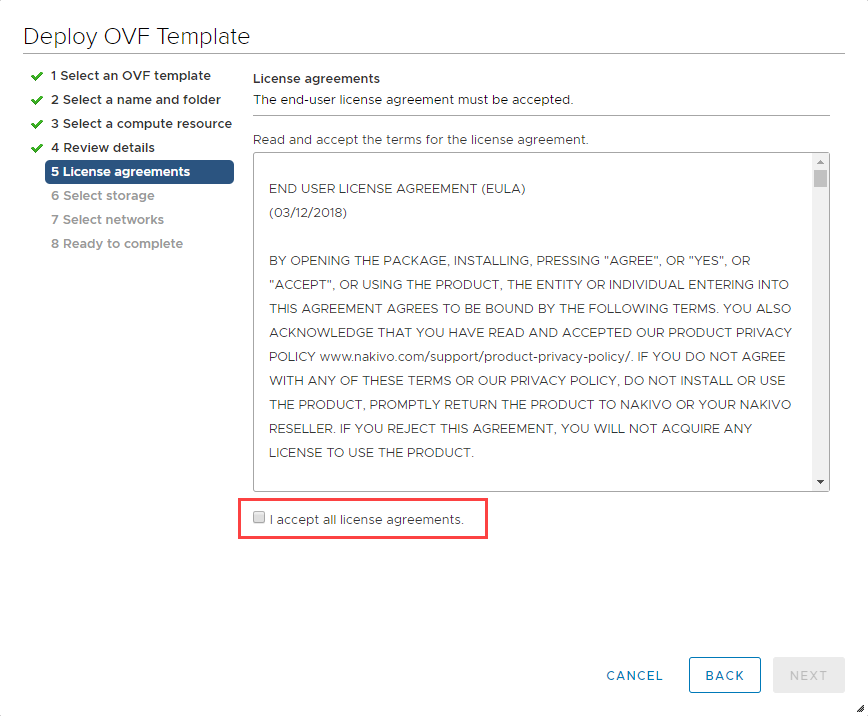 Deploy OVF Template
1 Select an OVF template
2 Select a name and folder
3 Select a compute resource
4 Review details
5 License agreements
6 Select storage
7 Select networks
8 Ready to complete
License agreements
The end-user license agreement must be accepted.
Read and accept the terms for the license agreement.
END USER LICENSE AGREEMENT (EULA)
(03/12/2018)
BY OPENING THE PACKAGE, INSTALLING, PRESSING "AGREE", OR "YES", OR
"ACCEPT", OR USING THE PRODUCT, THE ENTITY OR INDIVIDUAL ENTERING INTO
THIS AGREEMENT AGREES TO BE BOUND BY THE FOLLOWING TERMS. YOU ALSO
ACKNOWLEDGE THAT YOU HAVE READ AND ACCEPTED OUR PRODUCT PRIVACY
POLICY www.nakivo.com/support/product-privacy-policy/. IF YOU DO NOT AGREE
WITH ANY OF THESE TERMS OR OUR PRIVACY POLICY, DO NOT INSTALL OR USE
THE PRODUCT, PROMPTLY RETURN THE PRODUCT TO NAKIVO OR YOUR NAKIVO
RESELLER. IF YOU REJECT THIS AGREEMENT, YOU WILL NOT ACQUIRE ANY
LICENSE TO USE THE PRODUCT.
I accept all license agreements.
CANCEL
BACK
NEXT